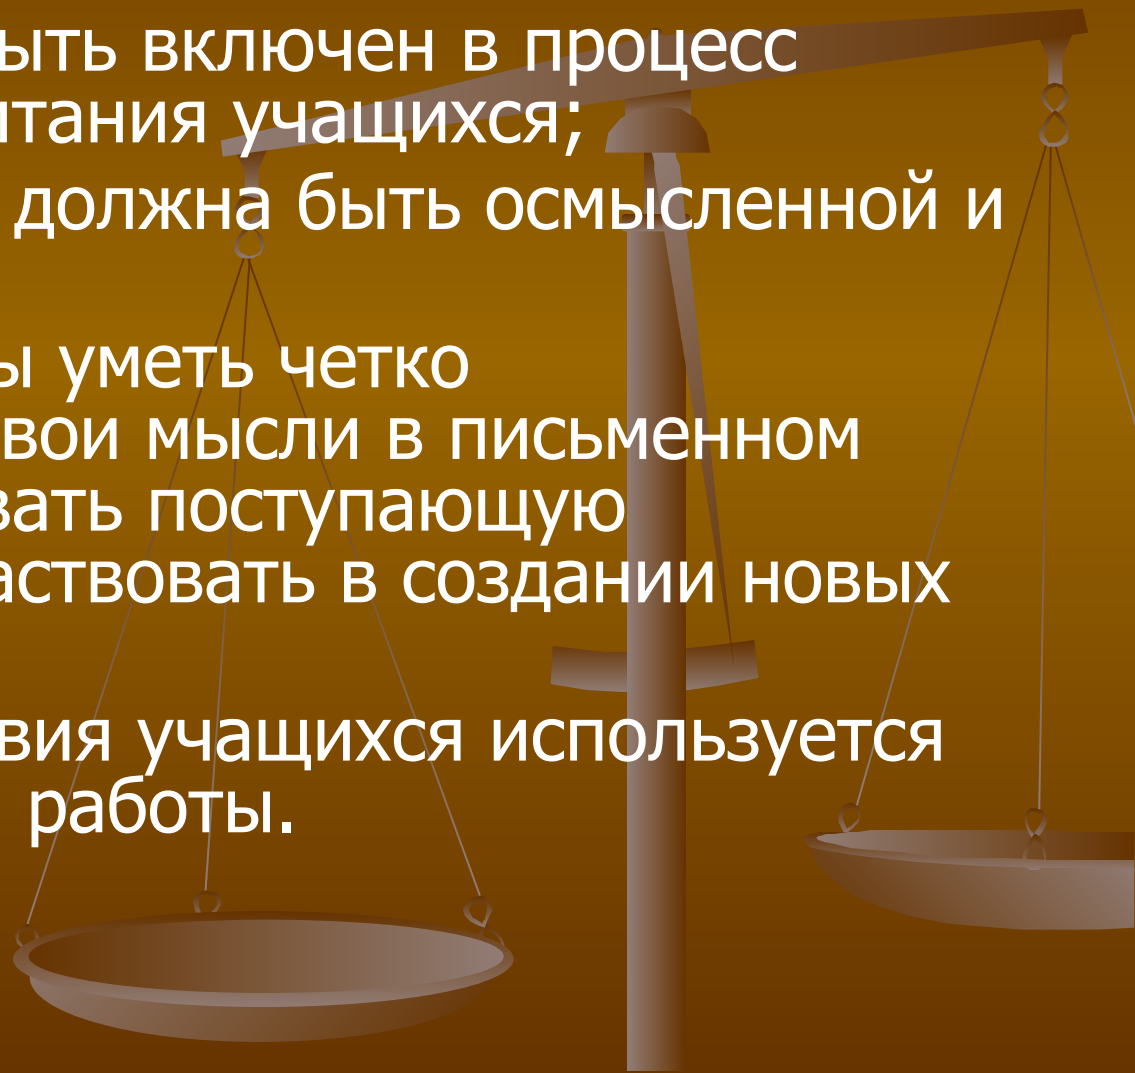 ыть включен в процесс
итания учащихся;
должна быть осмысленной и
ы уметь четко
вои мысли в письменном
вать поступающую
аствовать в создании новых
вия учащихся используется
работы.